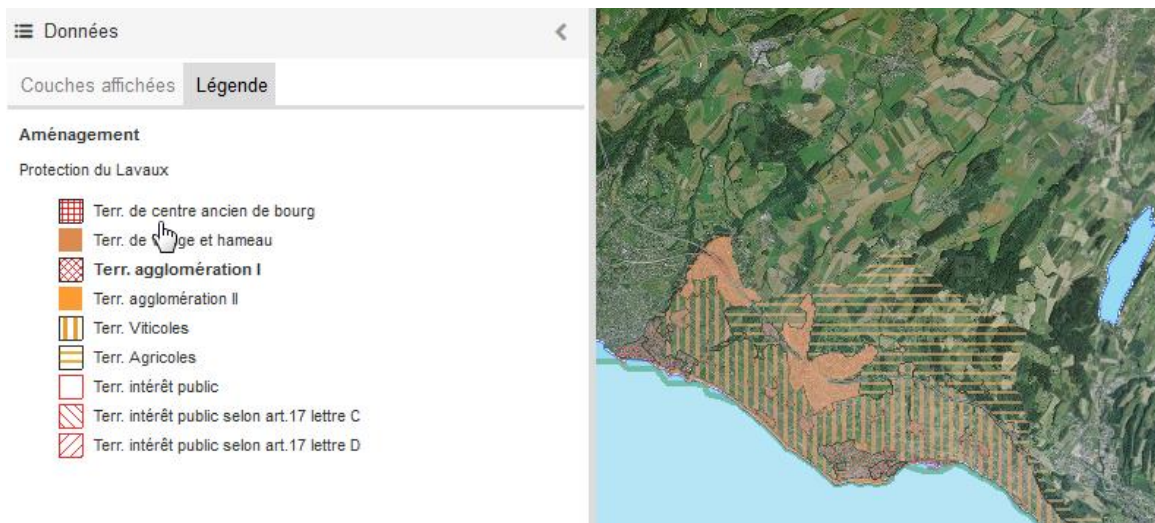 Données
Couches affichées Légende
Aménagement
Protection du Lavaux
Terr. de centre ancien de bourg
Terr. de ge et hameau
Terr. agglomération I
Terr. agglomération II
Terr. Viticoles
Terr. Agricoles
Terr. intérêt public
Terr. intérêt public selon art.17 lettre C
Terr. intérêt public selon art.17 lettre D